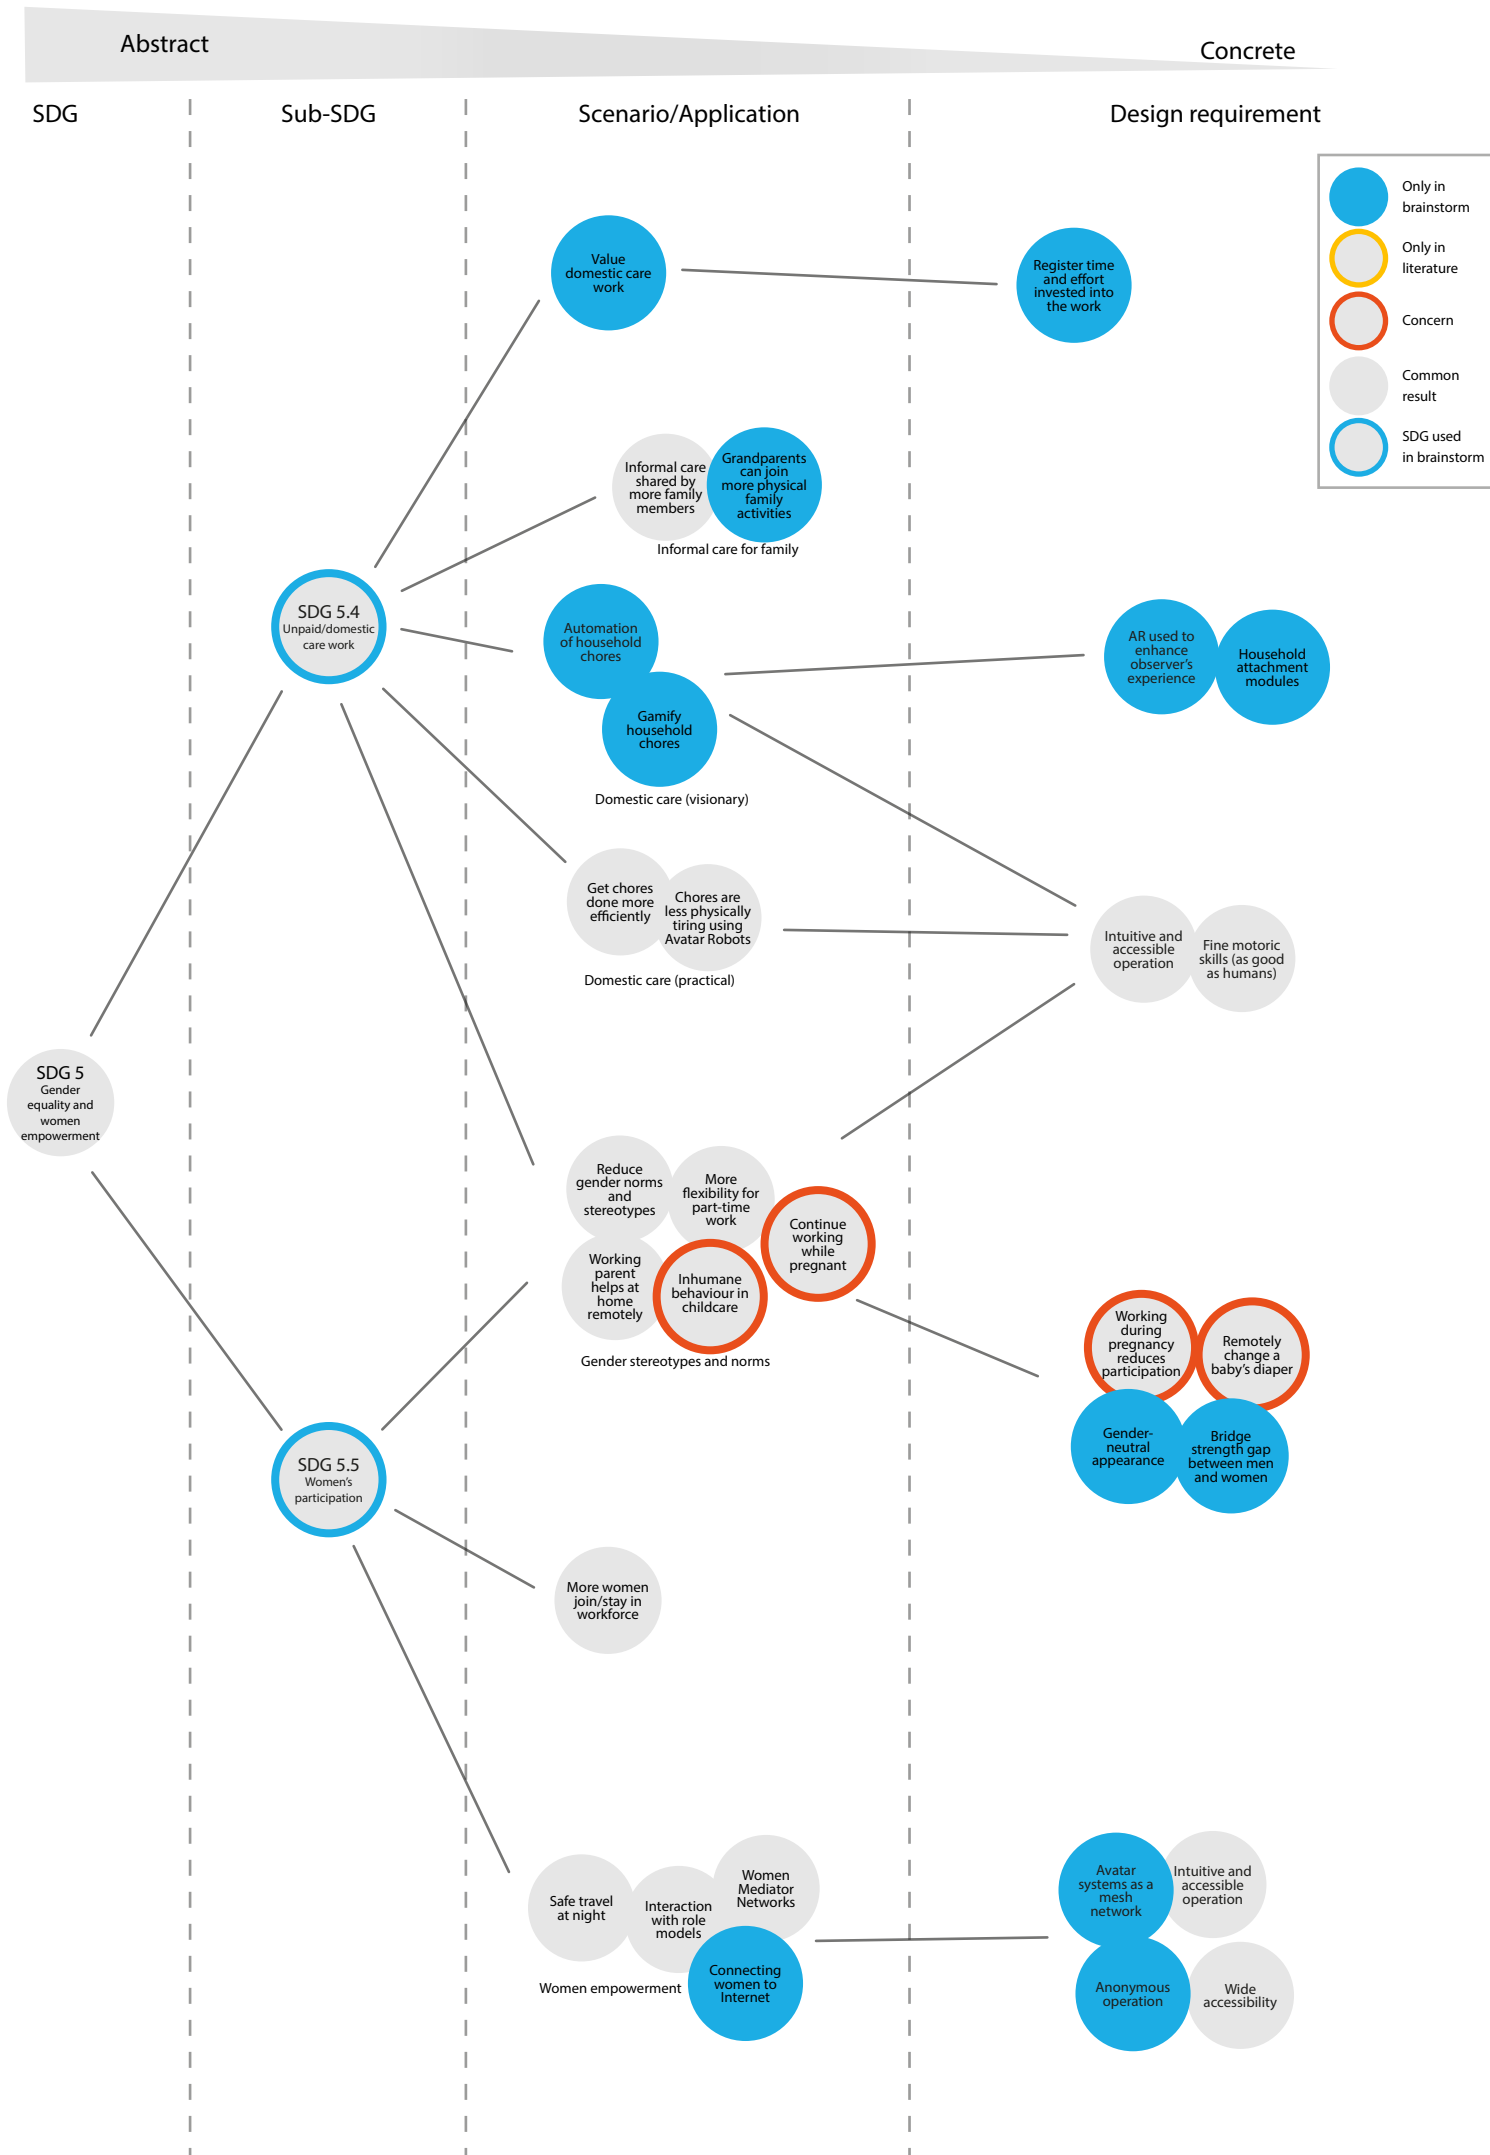 Abstract
Concrete
SDG
Sub-SDG
Scenario/Application
Design requirement
Only in
brainstorm
Only in
literature
Concern
Common
result
SDG used
in brainstorm
Value
domestic care
work
Register time
and effort
invested into
the work
Informal care
shared by
more family
members
Grandparents
can join
more physical
family
activities
Informal care for family
SDG 5.4
Unpaid/domestic
care work
Automation
of household
chores
Gamify
household
chores
Domestic care (visionary)
AR used to
enhance
observer's
experience
Household
attachment
modules
Get chores
done more
efficiently
Chores are
less physically
tiring using
Avatar Robots
Domestic care (practical)
Intuitive and
accessible
operation
Fine motoric
skills (as good
as humans)
SDG 5
Gender
equality and
women
empowerment
Reduce
gender norms
and
stereotypes
More
flexibility for
part-time
work
Continue
working
while
pregnant
Working
parent
helps at
home
remotely
Inhumane
behaviour in
childcare
Gender stereotypes and norms
Working
during
pregnancy
reduces
participation
Remotely
change a
baby's diaper
Gender-
neutral
appearance
Bridge
strength gap
between men
and women
SDG 5.5
Women's
participation
More women
join/stay in
workforce
Safe travel
at night
Interaction
with role
models
Women
Mediator
Networks
Connecting
women to
Internet
Women empowerment
Avatar
systems as a
mesh
network
Intuitive and
accessible
operation
Anonymous
operation
Wide
accessibility